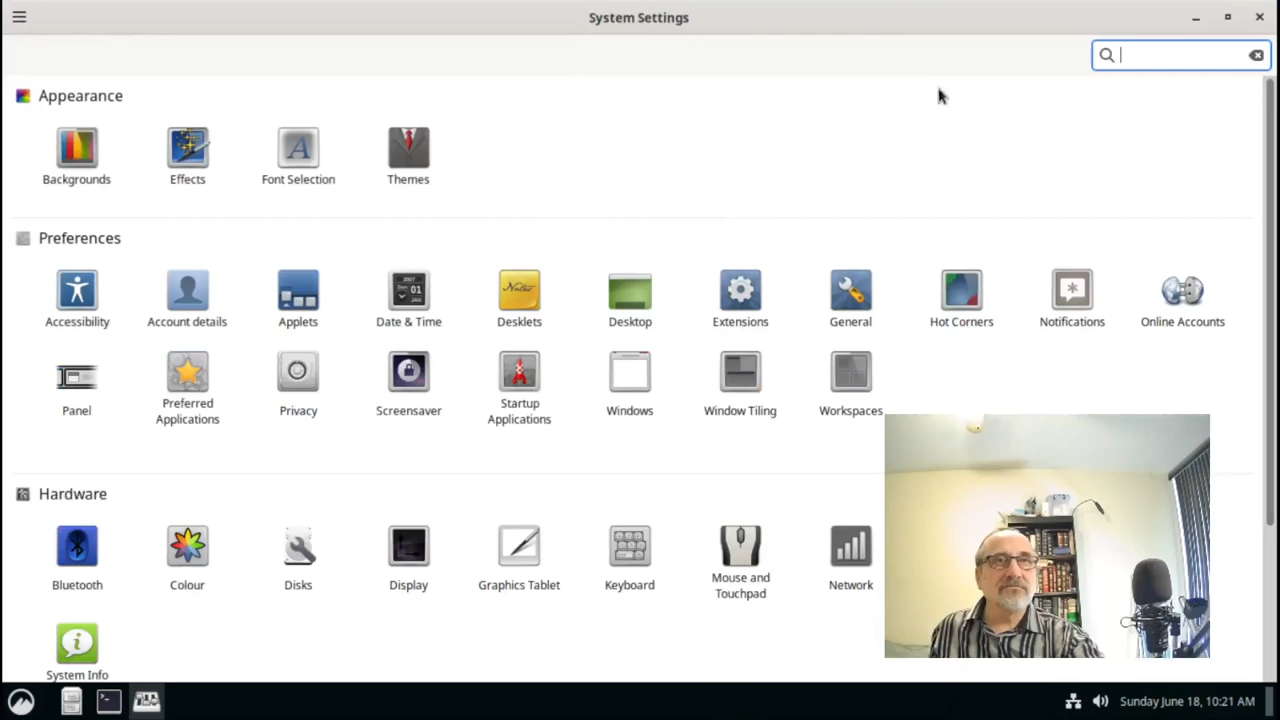 System Settings
Appearance
Backgrounds
Effects
Font Selection
Themes
Preferences
Accessibility
Account details
Applets
Date & Time
Desklets
Desktop
Extensions
General
Hot Corners
Notifications
Online Accounts
Panel
Preferred
Applications
Privacy
Screensaver
Startup
Applications
Windows
Window Tiling
Workspaces
Hardware
Bluetooth
Colour
Disks
Display
Graphics Tablet
Keyboard
Mouse and
Touchpad
Network
System Info
Sunday June 18, 10:21 AM